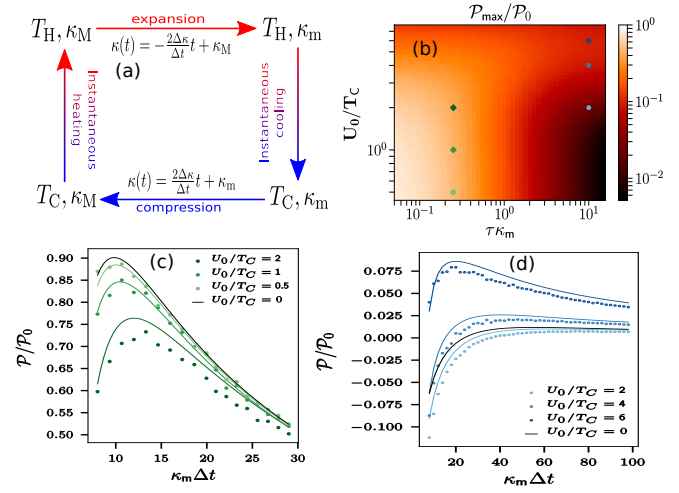 expansion
T_H, κ_M
T_H, κ_m
κ(t) = −2Δκ/Δt t + κ_M
(a)
Instantaneous heating
Instantaneous cooling
κ(t) = 2Δκ/Δt t + κ_m
T_C, κ_M
T_C, κ_m
compression
𝒫_max/𝒫_0
(b)
U_0/T_C
10^0
10^−1
10^0
10^1
τκ_m
10^0
10^−1
10^−2
(c)
U_0/T_C = 2
U_0/T_C = 1
U_0/T_C = 0.5
U_0/T_C = 0
𝒫/𝒫_0
0.90
0.85
0.80
0.75
0.70
0.65
0.60
0.55
0.50
10
15
20
25
30
κ_mΔt
(d)
𝒫/𝒫_0
0.075
0.050
0.025
0.000
−0.025
−0.050
−0.075
−0.100
U_0/T_C = 2
U_0/T_C = 4
U_0/T_C = 6
U_0/T_C = 0
20
40
60
80
100
κ_mΔt